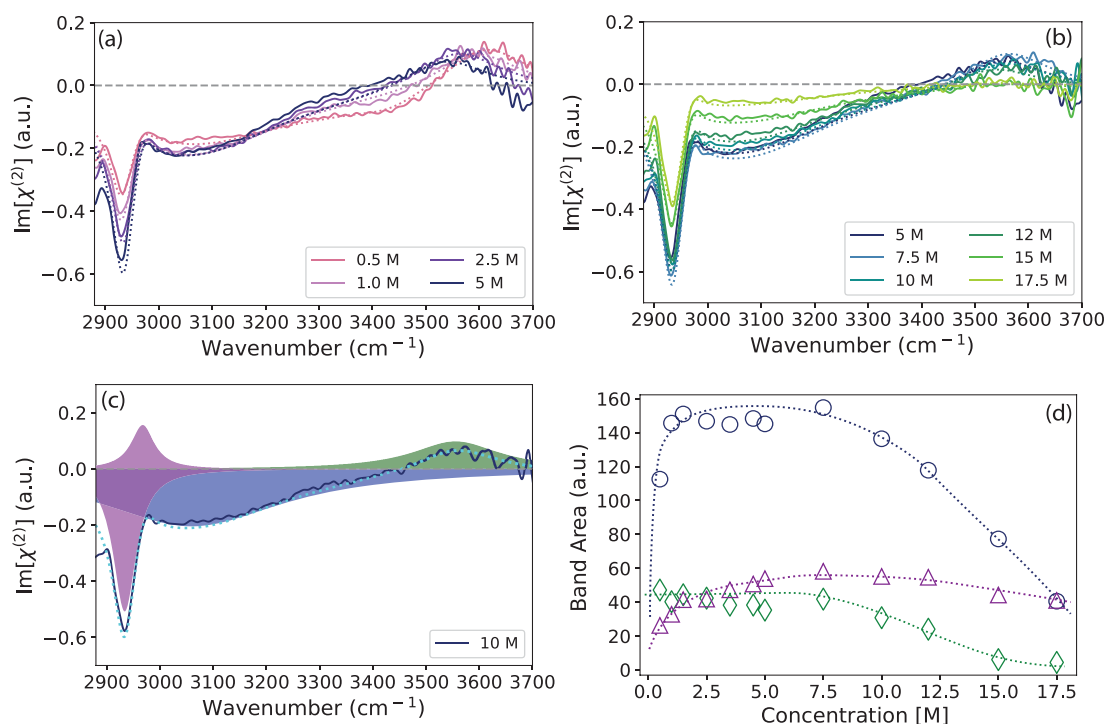 (a)
0.2
0.0
−0.2
−0.4
−0.6
Im[χ(2)] (a.u.)
0.5 M
1.0 M
2.5 M
5 M
2900 3000 3100 3200 3300 3400 3500 3600 3700
Wavenumber (cm−1)
(b)
0.2
0.0
−0.2
−0.4
−0.6
Im[χ(2)] (a.u.)
5 M
7.5 M
10 M
12 M
15 M
17.5 M
2900 3000 3100 3200 3300 3400 3500 3600 3700
Wavenumber (cm−1)
(c)
0.2
0.0
−0.2
−0.4
−0.6
Im[χ(2)] (a.u.)
10 M
2900 3000 3100 3200 3300 3400 3500 3600 3700
Wavenumber (cm−1)
(d)
160
140
120
100
80
60
40
20
0
Band Area (a.u.)
0.0 2.5 5.0 7.5 10.0 12.5 15.0 17.5
Concentration [M]